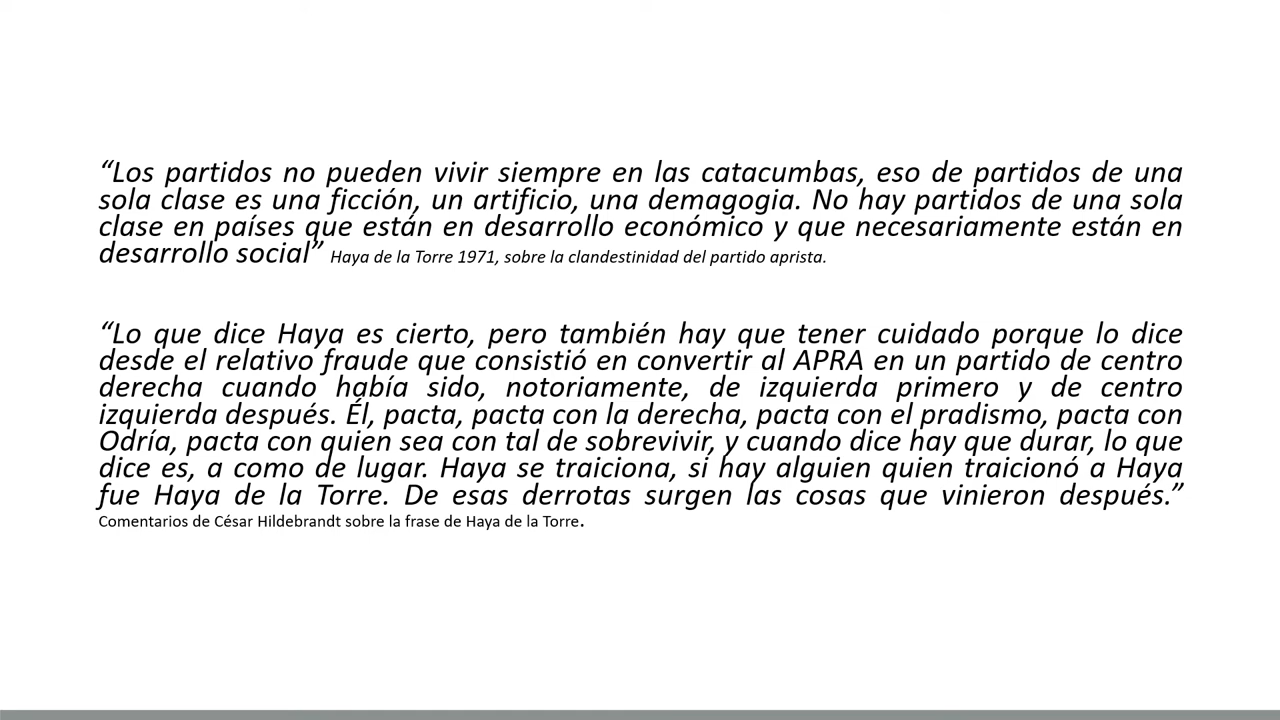 “Los partidos no pueden vivir siempre en las catacumbas, eso de partidos de una
sola clase es una ficción, un artificio, una demagogia. No hay partidos de una sola
clase en países que están en desarrollo económico y que necesariamente están en
desarrollo social” Haya de la Torre 1971, sobre la clandestinidad del partido aprista.
“Lo que dice Haya es cierto, pero también hay que tener cuidado porque lo dice
desde el relativo fraude que consistió en convertir al APRA en un partido de centro
derecha cuando había sido, notoriamente, de izquierda primero y de centro
izquierda después. Él, pacta, pacta con la derecha, pacta con el pradismo, pacta con
Odría, pacta con quien sea con tal de sobrevivir, y cuando dice hay que durar, lo que
dice es, a como de lugar. Haya se traiciona, si hay alguien quien traicionó a Haya
fue Haya de la Torre. De esas derrotas surgen las cosas que vinieron después.”
Comentarios de César Hildebrandt sobre la frase de Haya de la Torre.